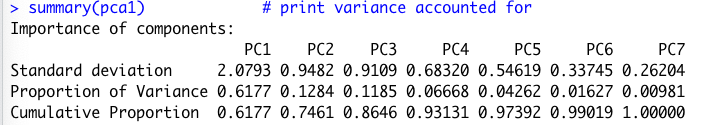 > summary(pca1)              # print variance accounted for
Importance of components:
                          PC1    PC2    PC3     PC4     PC5     PC6     PC7
Standard deviation     2.0793 0.9482 0.9109 0.68320 0.54619 0.33745 0.26204
Proportion of Variance 0.6177 0.1284 0.1185 0.06668 0.04262 0.01627 0.00981
Cumulative Proportion  0.6177 0.7461 0.8646 0.93131 0.97392 0.99019 1.00000